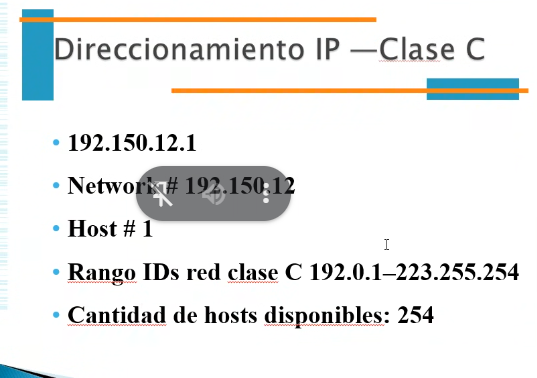 Direccionamiento IP —Clase C
• 192.150.12.1
• Network # 192.150.12
• Host # 1
• Rango IDs red clase C 192.0.1–223.255.254
• Cantidad de hosts disponibles: 254